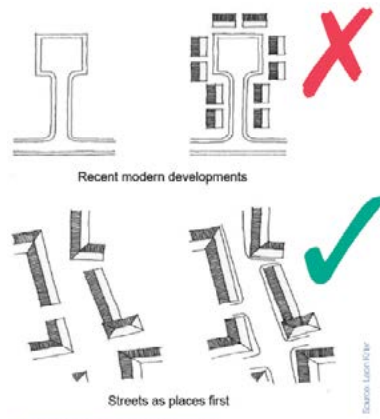 Recent modern developments
Streets as places first
Source: Leon Krier